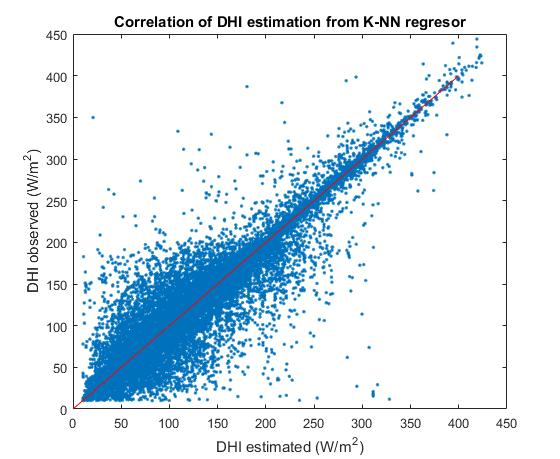 Correlation of DHI estimation from K-NN regresor
450
400
350
300
250
200
150
100
50
0
DHI observed (W/m²)
0 50 100 150 200 250 300 350 400 450
DHI estimated (W/m²)